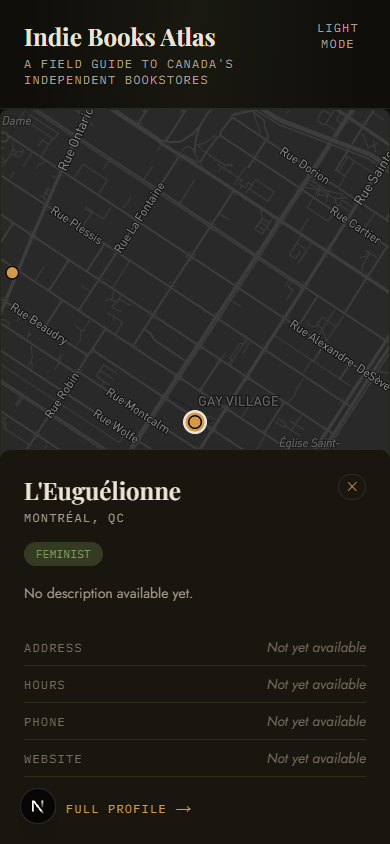 Indie Books Atlas
LIGHT
MODE
A FIELD GUIDE TO CANADA'S
INDEPENDENT BOOKSTORES
Dame
Rue Ontario
Rue Dorion
Rue Sainte
Rue Plessis
Rue La Fontaine
Rue Cartier
Rue Beaudry
Rue Alexandre-DeSève
Rue Robin
Rue Montcalm
GAY VILLAGE
Rue Wolfe
Église Saint-
L'Euguélionne
MONTRÉAL, QC
FEMINIST
No description available yet.
ADDRESS Not yet available
HOURS Not yet available
PHONE Not yet available
WEBSITE Not yet available
N
FULL PROFILE →